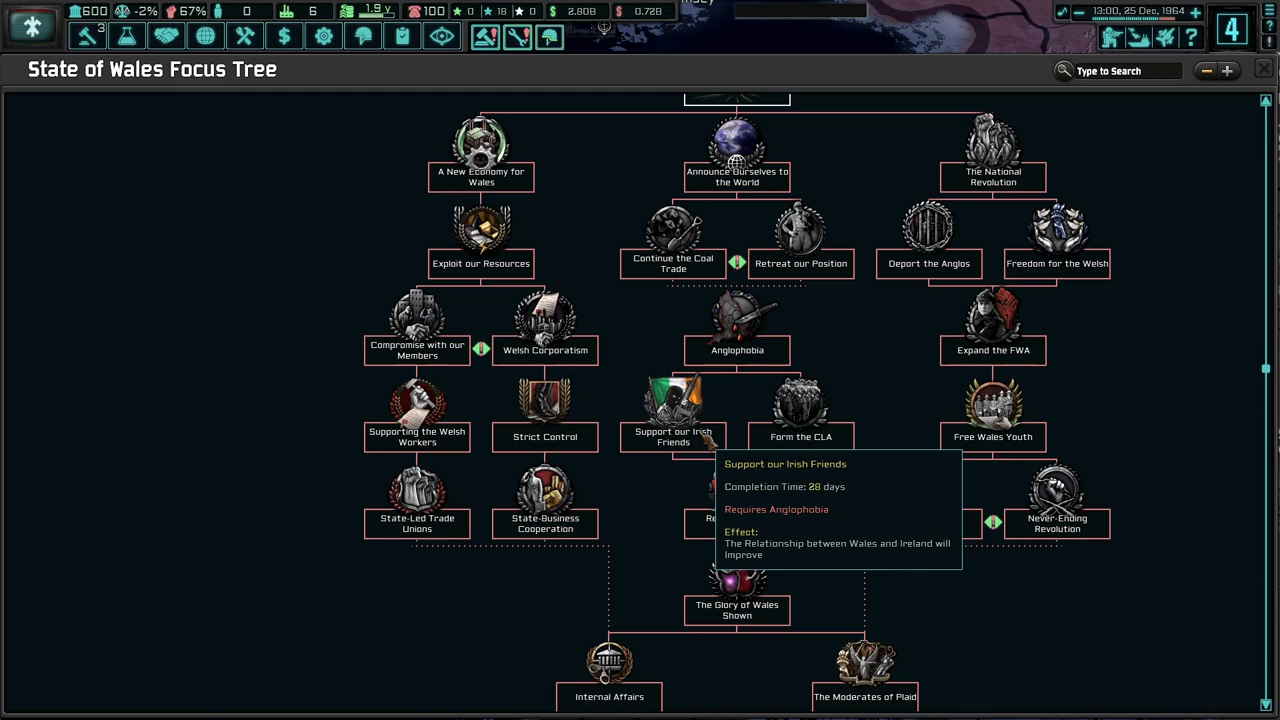 600 -2% 67% 0 6 1.9 v 100 0 18 0 $ 2.80B $ 0.72B
13:00, 25 Dec, 1964
4
3
State of Wales Focus Tree
Type to Search
A New Economy for
Wales
Announce Ourselves to
the World
The National
Revolution
Exploit our Resources
Continue the Coal
Trade
Retreat our Position
Deport the Anglos
Freedom for the Welsh
Compromise with our
Members
Welsh Corporatism
Anglophobia
Expand the FWA
Supporting the Welsh
Workers
Strict Control
Support our Irish
Friends
Form the CLA
Free Wales Youth
Support our Irish Friends
Completion Time: 28 days
Requires Anglophobia
Effect:
The Relationship between Wales and Ireland will
Improve
State-Led Trade
Unions
State-Business
Cooperation
Re
Never-Ending
Revolution
The Glory of Wales
Shown
Internal Affairs
The Moderates of Plaid